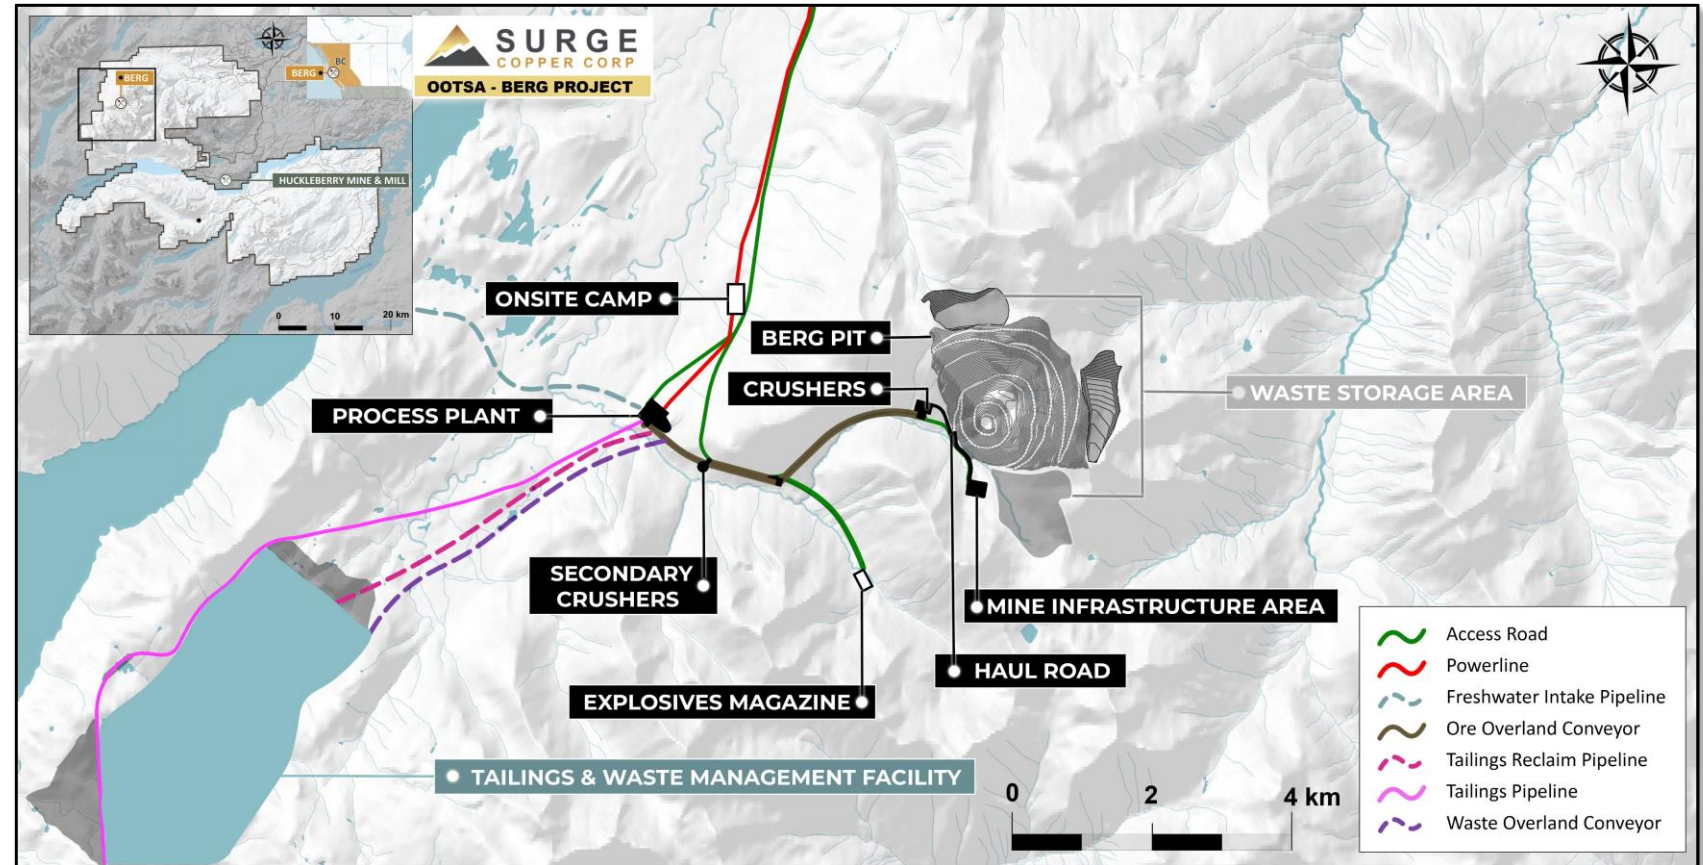 BERG
BERG
BC
HUCKLEBERRY MINE & MILL
0 10 20 km
SURGE
COPPER CORP
OOTSA - BERG PROJECT
ONSITE CAMP
BERG PIT
CRUSHERS
PROCESS PLANT
WASTE STORAGE AREA
SECONDARY
CRUSHERS
MINE INFRASTRUCTURE AREA
HAUL ROAD
EXPLOSIVES MAGAZINE
TAILINGS & WASTE MANAGEMENT FACILITY
0 2 4 km
Access Road
Powerline
Freshwater Intake Pipeline
Ore Overland Conveyor
Tailings Reclaim Pipeline
Tailings Pipeline
Waste Overland Conveyor